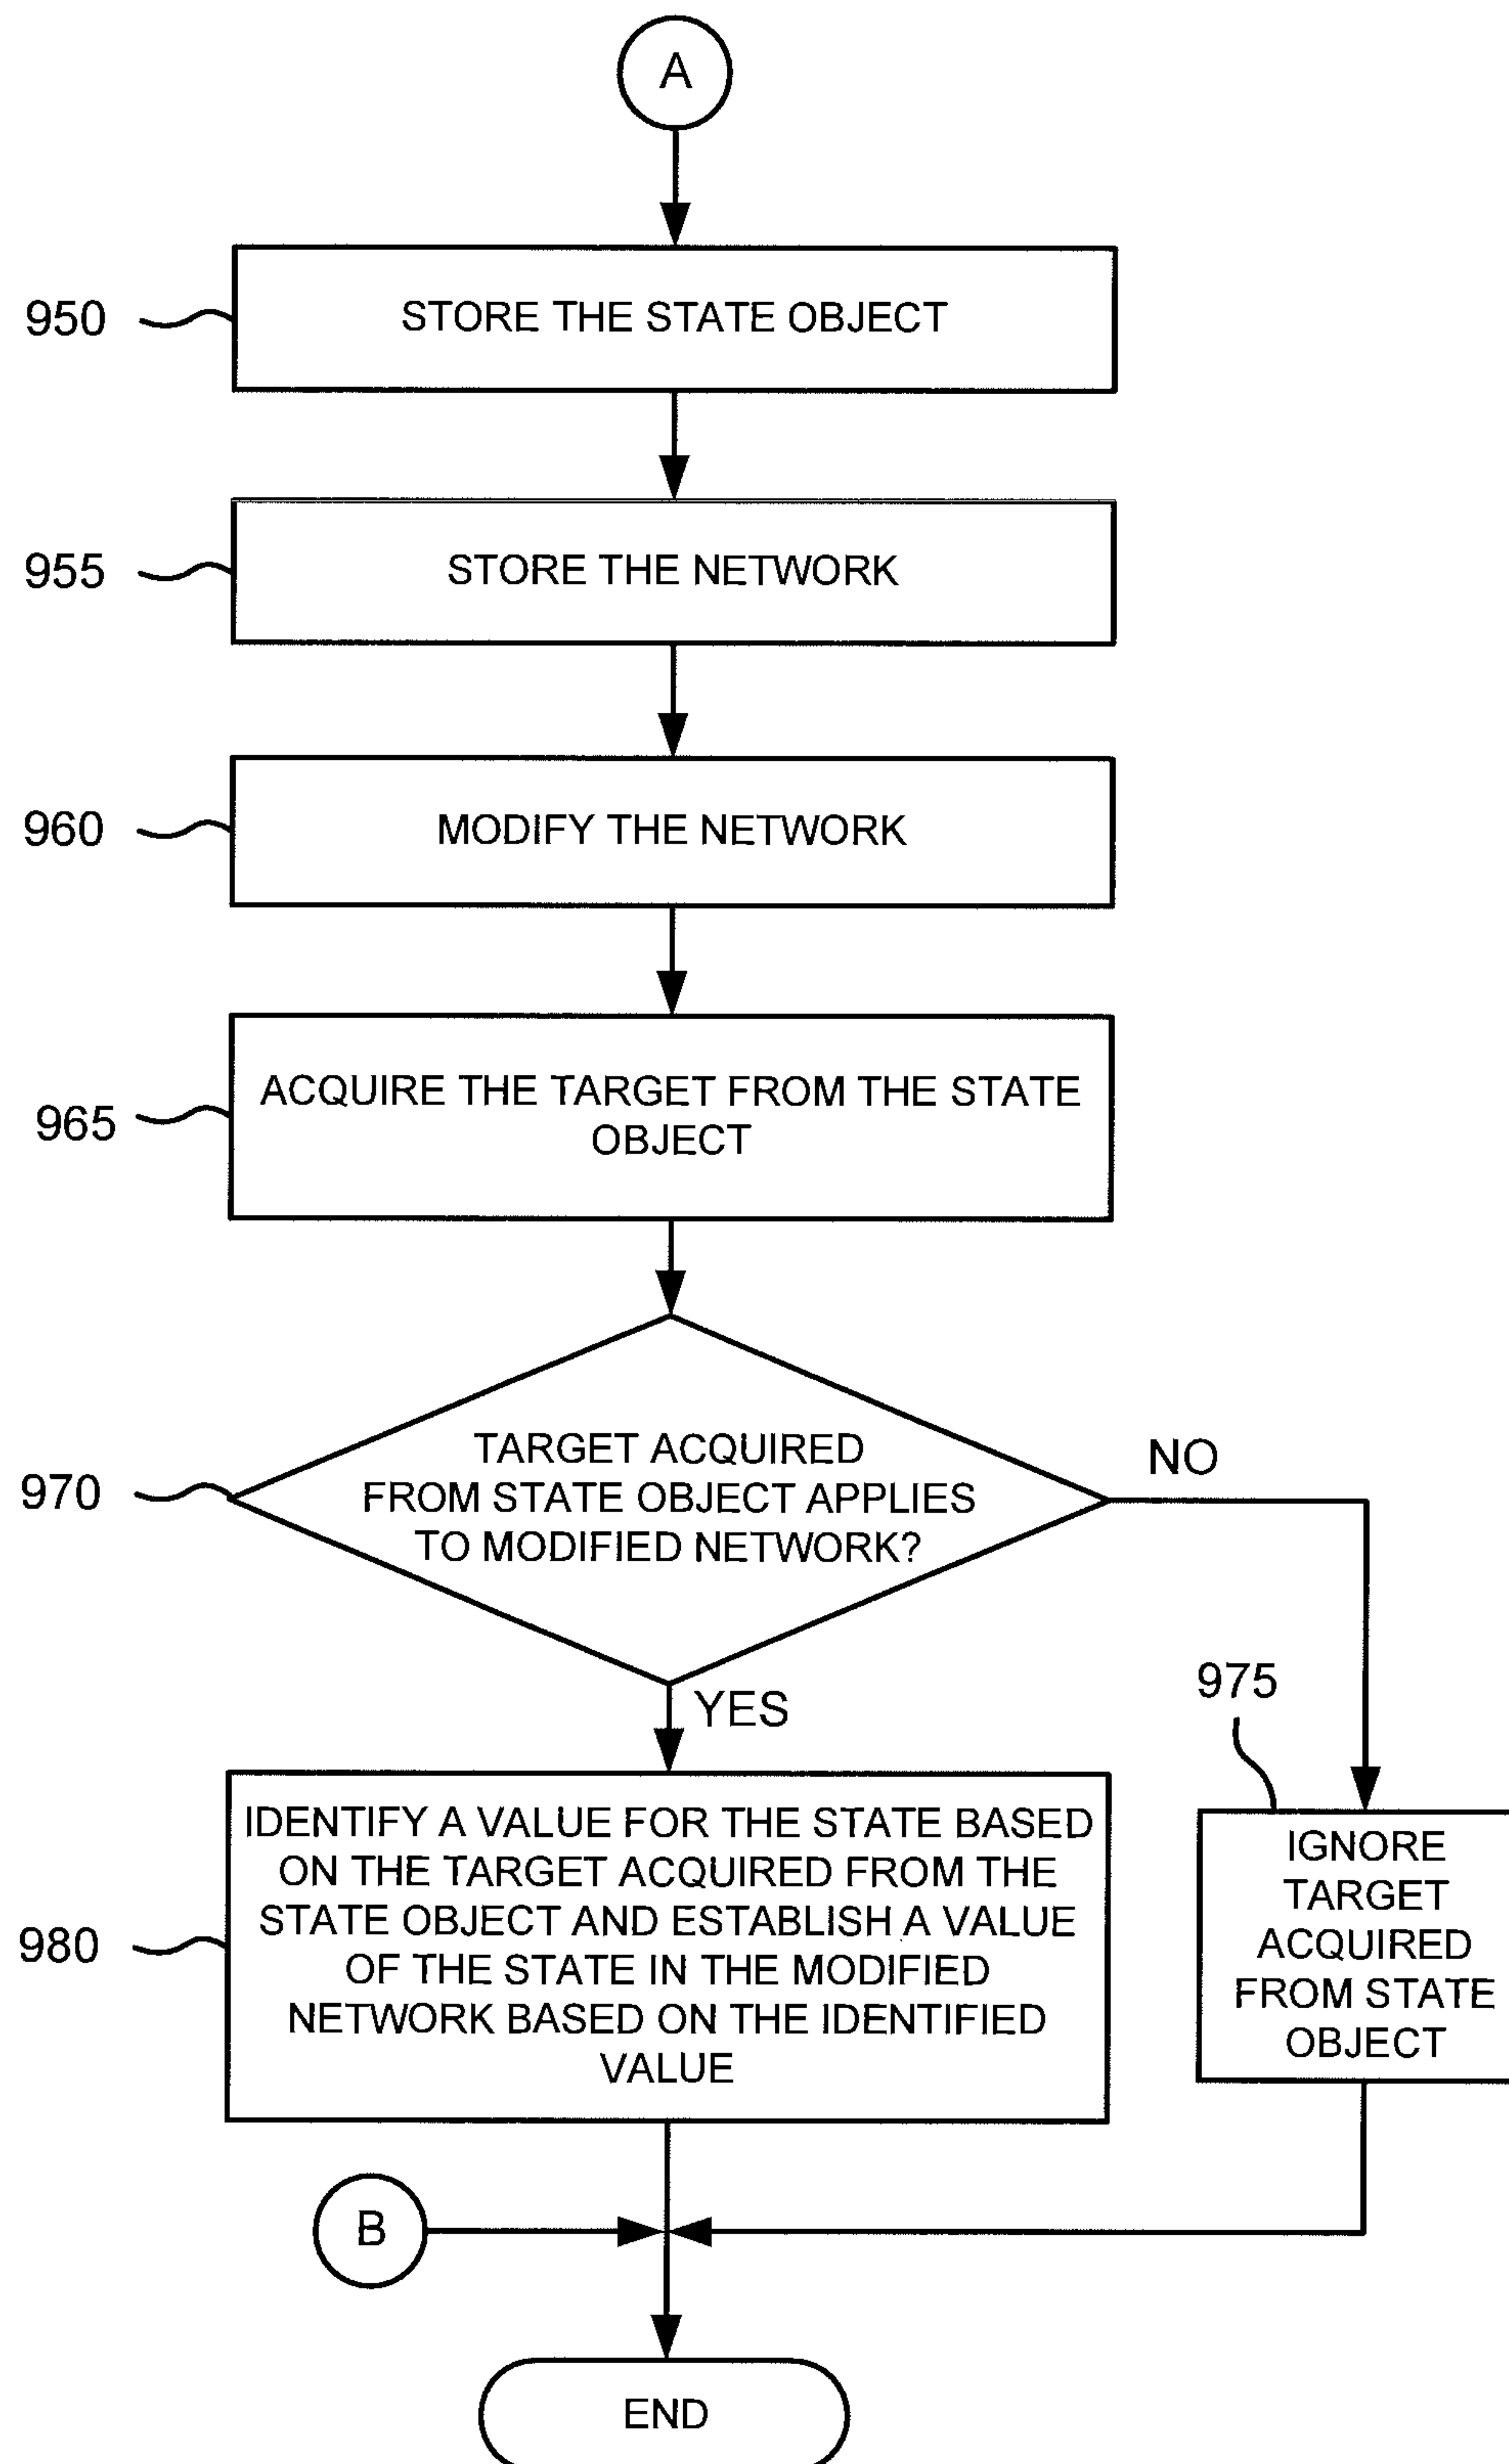 A
950
STORE THE STATE OBJECT
955
STORE THE NETWORK
960
MODIFY THE NETWORK
965
ACQUIRE THE TARGET FROM THE STATE
OBJECT
970
TARGET ACQUIRED
FROM STATE OBJECT APPLIES
TO MODIFIED NETWORK?
NO
YES
975
IGNORE
TARGET
ACQUIRED
FROM STATE
OBJECT
980
IDENTIFY A VALUE FOR THE STATE BASED
ON THE TARGET ACQUIRED FROM THE
STATE OBJECT AND ESTABLISH A VALUE
OF THE STATE IN THE MODIFIED
NETWORK BASED ON THE IDENTIFIED
VALUE
B
END